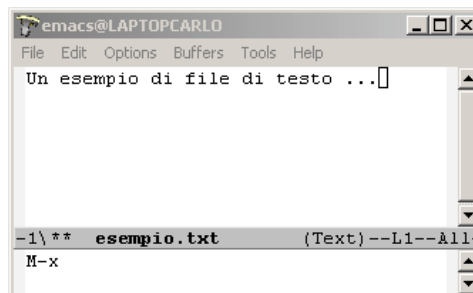 emacs@LAPTOPCARLO
File Edit Options Buffers Tools Help
Un esempio di file di testo ...
-1\** esempio.txt (Text)--L1--All
M-x